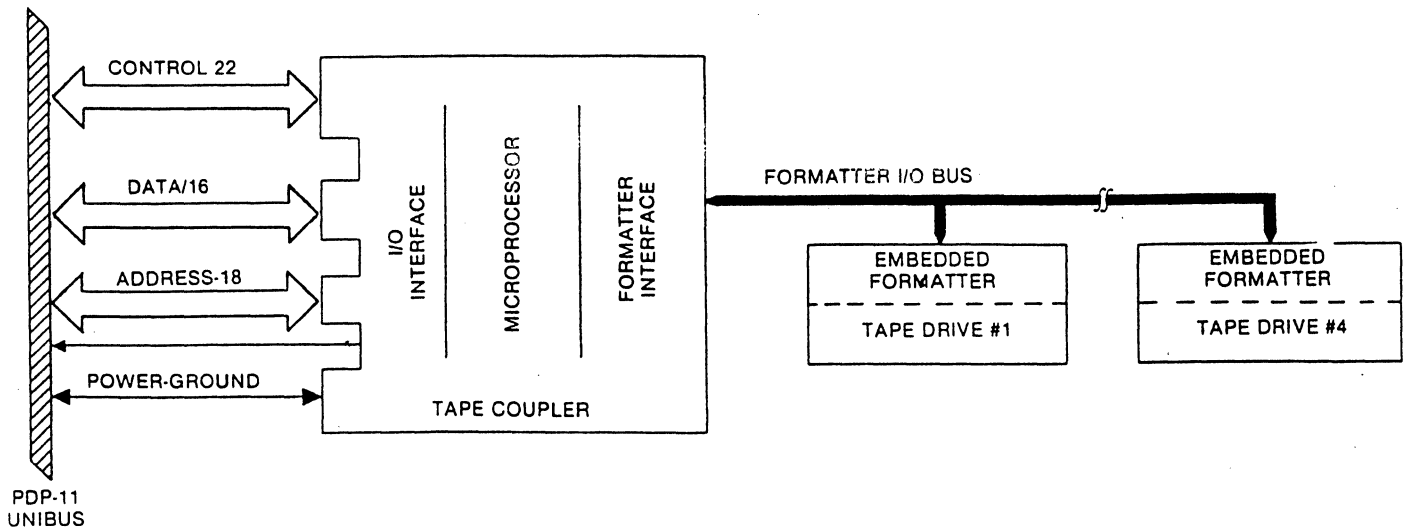 CONTROL 22
DATA/16
ADDRESS-18
POWER-GROUND
PDP-11
UNIBUS
I/O
INTERFACE
MICROPROCESSOR
FORMATTER
INTERFACE
TAPE COUPLER
FORMATTER I/O BUS
EMBEDDED
FORMATTER
TAPE DRIVE #1
EMBEDDED
FORMATTER
TAPE DRIVE #4